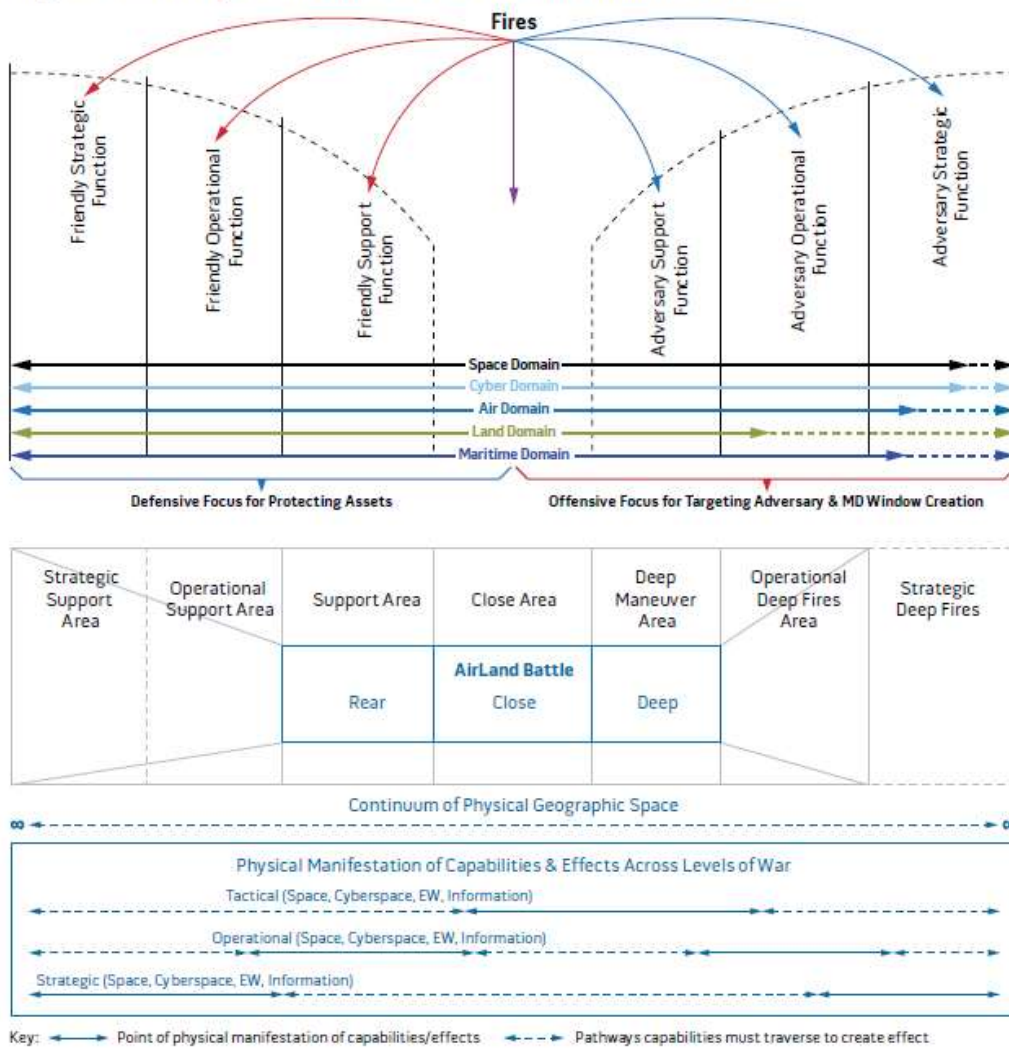 Fires
Friendly Strategic
Function
Friendly Operational
Function
Friendly Support
Function
Adversary Support
Function
Adversary Operational
Function
Adversary Strategic
Function
Space Domain
Cyber Domain
Air Domain
Land Domain
Maritime Domain
Defensive Focus for Protecting Assets
Offensive Focus for Targeting Adversary & MD Window Creation
Strategic
Support
Area
Operational
Support Area
Support Area
Close Area
Deep
Maneuver
Area
Operational
Deep Fires
Area
Strategic
Deep Fires
AirLand Battle
Rear
Close
Deep
Continuum of Physical Geographic Space
∞
∞
Physical Manifestation of Capabilities & Effects Across Levels of War
Tactical (Space, Cyberspace, EW, Information)
Operational (Space, Cyberspace, EW, Information)
Strategic (Space, Cyberspace, EW, Information)
Key: Point of physical manifestation of capabilities/effects Pathways capabilities must traverse to create effect